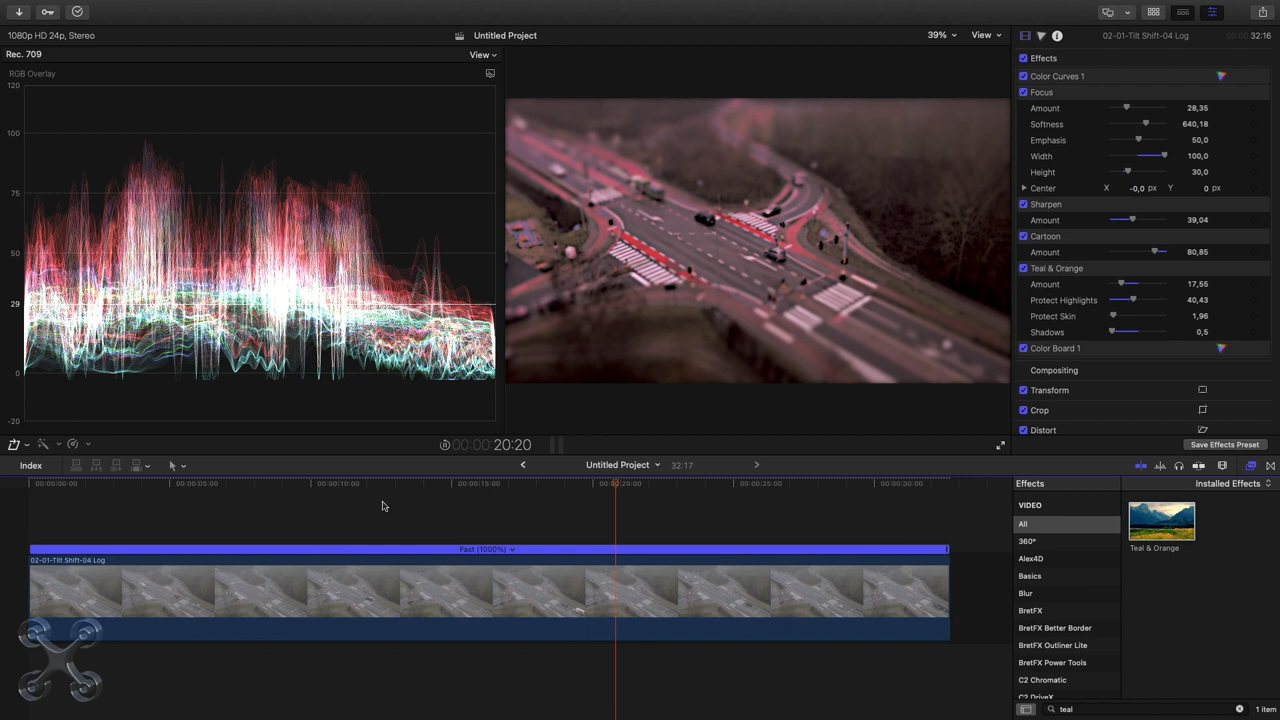 1080p HD 24p, Stereo
Untitled Project
39%
View
02-01-Tilt Shift-04 Log
00:00:32:16
Rec. 709
View
RGB Overlay
120
100
75
50
29
0
-20
Effects
Color Curves 1
Focus
Amount 28,35
Softness 640,18
Emphasis 50,0
Width 100,0
Height 30,0
Center X -0,0 px Y 0 px
Sharpen
Amount 39,04
Cartoon
Amount 80,85
Teal & Orange
Amount 17,55
Protect Highlights 40,43
Protect Skin 1,96
Shadows 0,5
Color Board 1
Compositing
Transform
Crop
Distort
Save Effects Preset
00:00:20:20
Index
Untitled Project
32:17
00:00:00:00
00:00:05:00
00:00:10:00
00:00:15:00
00:00:20:00
00:00:25:00
00:00:30:00
Fast (1000%)
02-01-Tilt Shift-04 Log
Effects
Installed Effects
VIDEO
All
360°
Alex4D
Basics
Blur
BretFX
BretFX Better Border
BretFX Outliner Lite
BretFX Power Tools
C2 Chromatic
C2 DriveX
Teal & Orange
teal
1 item